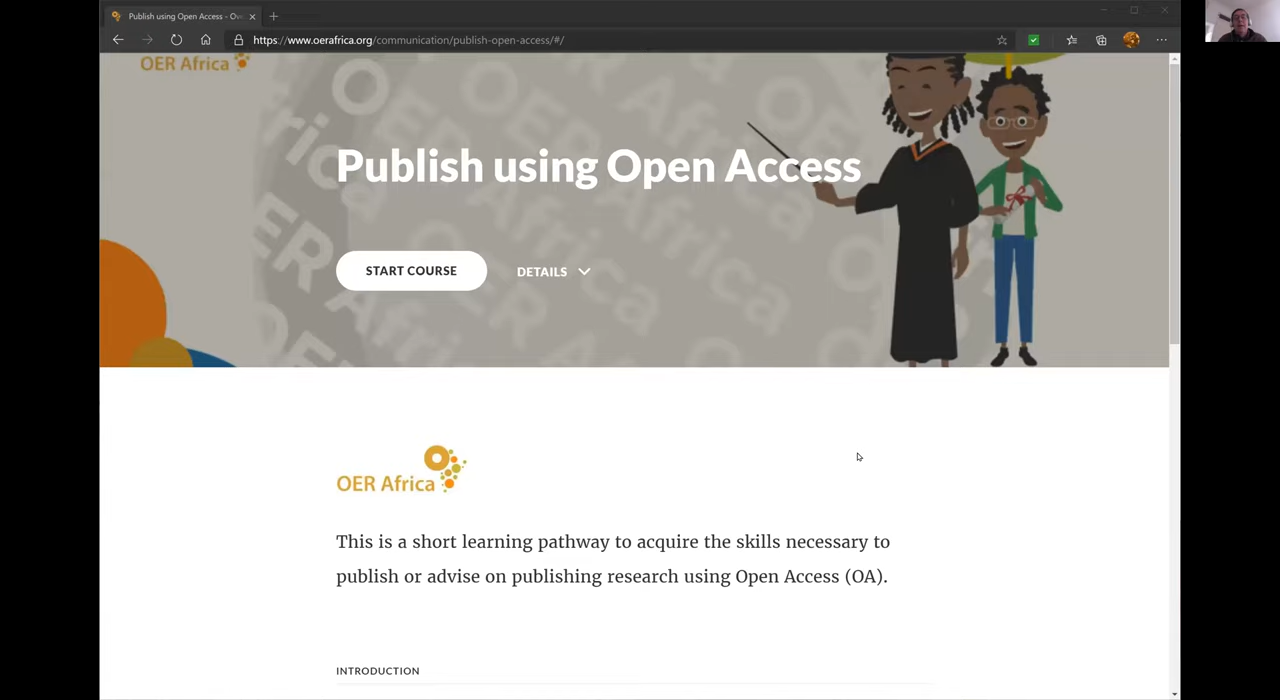 Publish using Open Access - Ov
https://www.oerafrica.org/communication/publish-open-access/#/
OER Africa
Publish using Open Access
START COURSE
DETAILS
OER Africa
This is a short learning pathway to acquire the skills necessary to
publish or advise on publishing research using Open Access (OA).
INTRODUCTION